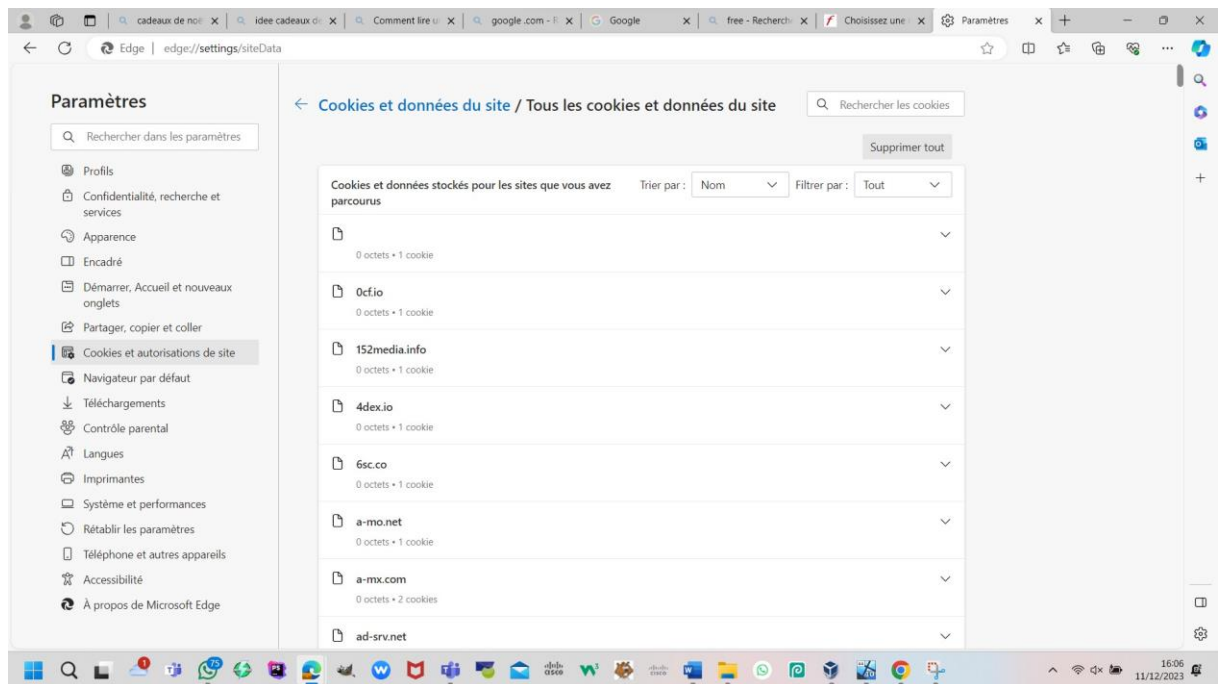 cadeaux de noë
idee cadeaux de
Comment lire u
google .com - R
Google
free - Recherche
Choisissez une
Paramètres
Edge | edge://settings/siteData
Paramètres
Rechercher dans les paramètres
Profils
Confidentialité, recherche et
services
Apparence
Encadré
Démarrer, Accueil et nouveaux
onglets
Partager, copier et coller
Cookies et autorisations de site
Navigateur par défaut
Téléchargements
Contrôle parental
Langues
Imprimantes
Système et performances
Rétablir les paramètres
Téléphone et autres appareils
Accessibilité
À propos de Microsoft Edge
Cookies et données du site / Tous les cookies et données du site
Rechercher les cookies
Supprimer tout
Cookies et données stockés pour les sites que vous avez
parcourus
Trier par : Nom
Filtrer par : Tout
0 octets • 1 cookie
0cf.io
0 octets • 1 cookie
152media.info
0 octets • 1 cookie
4dex.io
0 octets • 1 cookie
6sc.co
0 octets • 1 cookie
a-mo.net
0 octets • 1 cookie
a-mx.com
0 octets • 2 cookies
ad-srv.net
75
16:06
11/12/2023